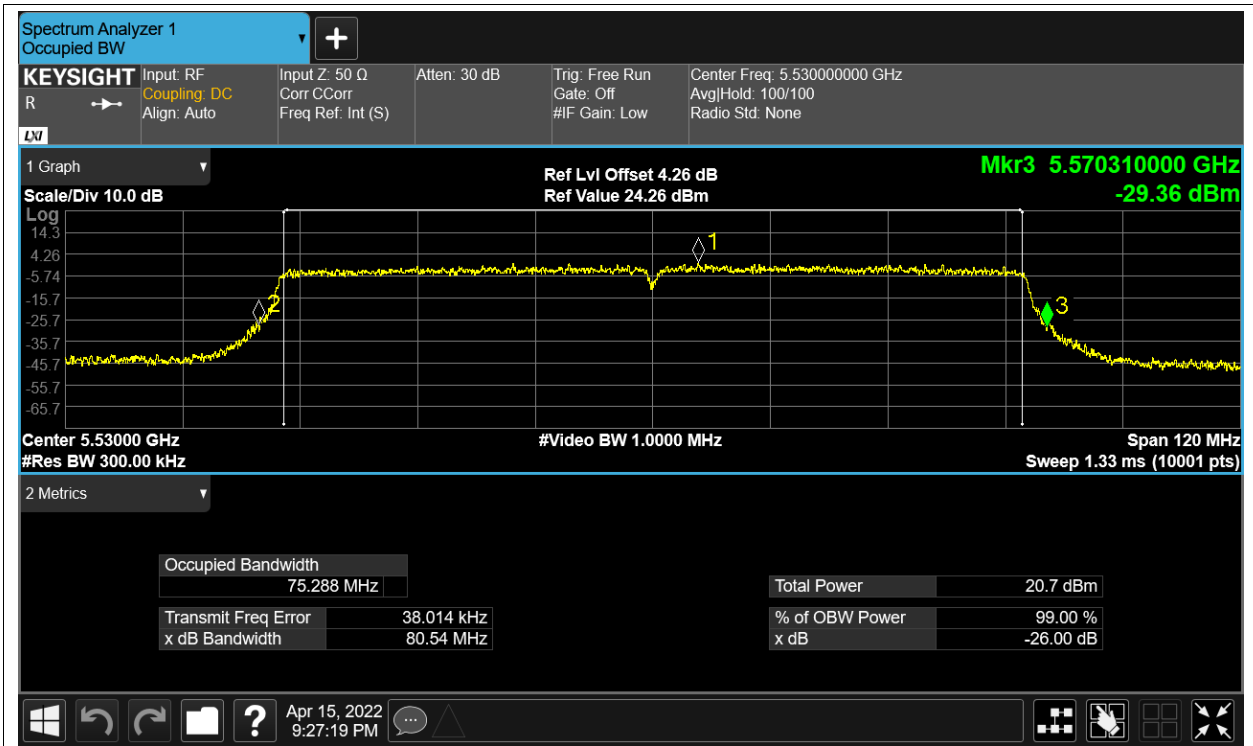 Spectrum Analyzer 1
Occupied BW
KEYSIGHT
R
LXI
Input: RF
Coupling: DC
Align: Auto
Input Z: 50 Ω
Corr CCorr
Freq Ref: Int (S)
Atten: 30 dB
Trig: Free Run
Gate: Off
#IF Gain: Low
Center Freq: 5.530000000 GHz
Avg|Hold: 100/100
Radio Std: None
1 Graph
Scale/Div 10.0 dB
Ref Lvl Offset 4.26 dB
Ref Value 24.26 dBm
Mkr3 5.570310000 GHz
-29.36 dBm
Log
14.3
4.26
-5.74
-15.7
-25.7
-35.7
-45.7
-55.7
-65.7
1
2
3
Center 5.53000 GHz
#Res BW 300.00 kHz
#Video BW 1.0000 MHz
Span 120 MHz
Sweep 1.33 ms (10001 pts)
2 Metrics
Occupied Bandwidth
75.288 MHz
Transmit Freq Error 38.014 kHz
x dB Bandwidth 80.54 MHz
Total Power 20.7 dBm
% of OBW Power 99.00 %
x dB -26.00 dB
?
Apr 15, 2022
9:27:19 PM